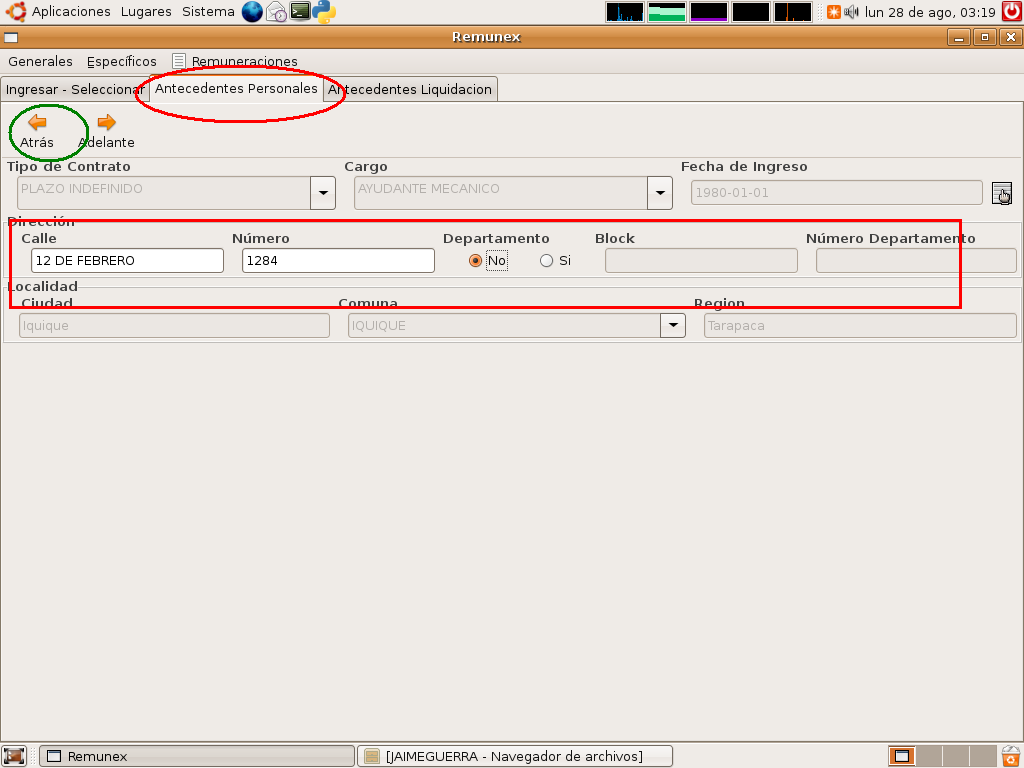 Aplicaciones Lugares Sistema lun 28 de ago, 03:19
Remunex
Generales Específicos Remuneraciones
Ingresar - Seleccionar Antecedentes Personales Antecedentes Liquidacion
Atrás Adelante
Tipo de Contrato Cargo Fecha de Ingreso
PLAZO INDEFINIDO AYUDANTE MECANICO 1980-01-01
Dirección
Calle Número Departamento Block Número Departamento
12 DE FEBRERO 1284 No Si
Localidad
Ciudad Comuna Region
Iquique IQUIQUE Tarapaca
Remunex [JAIMEGUERRA - Navegador de archivos]